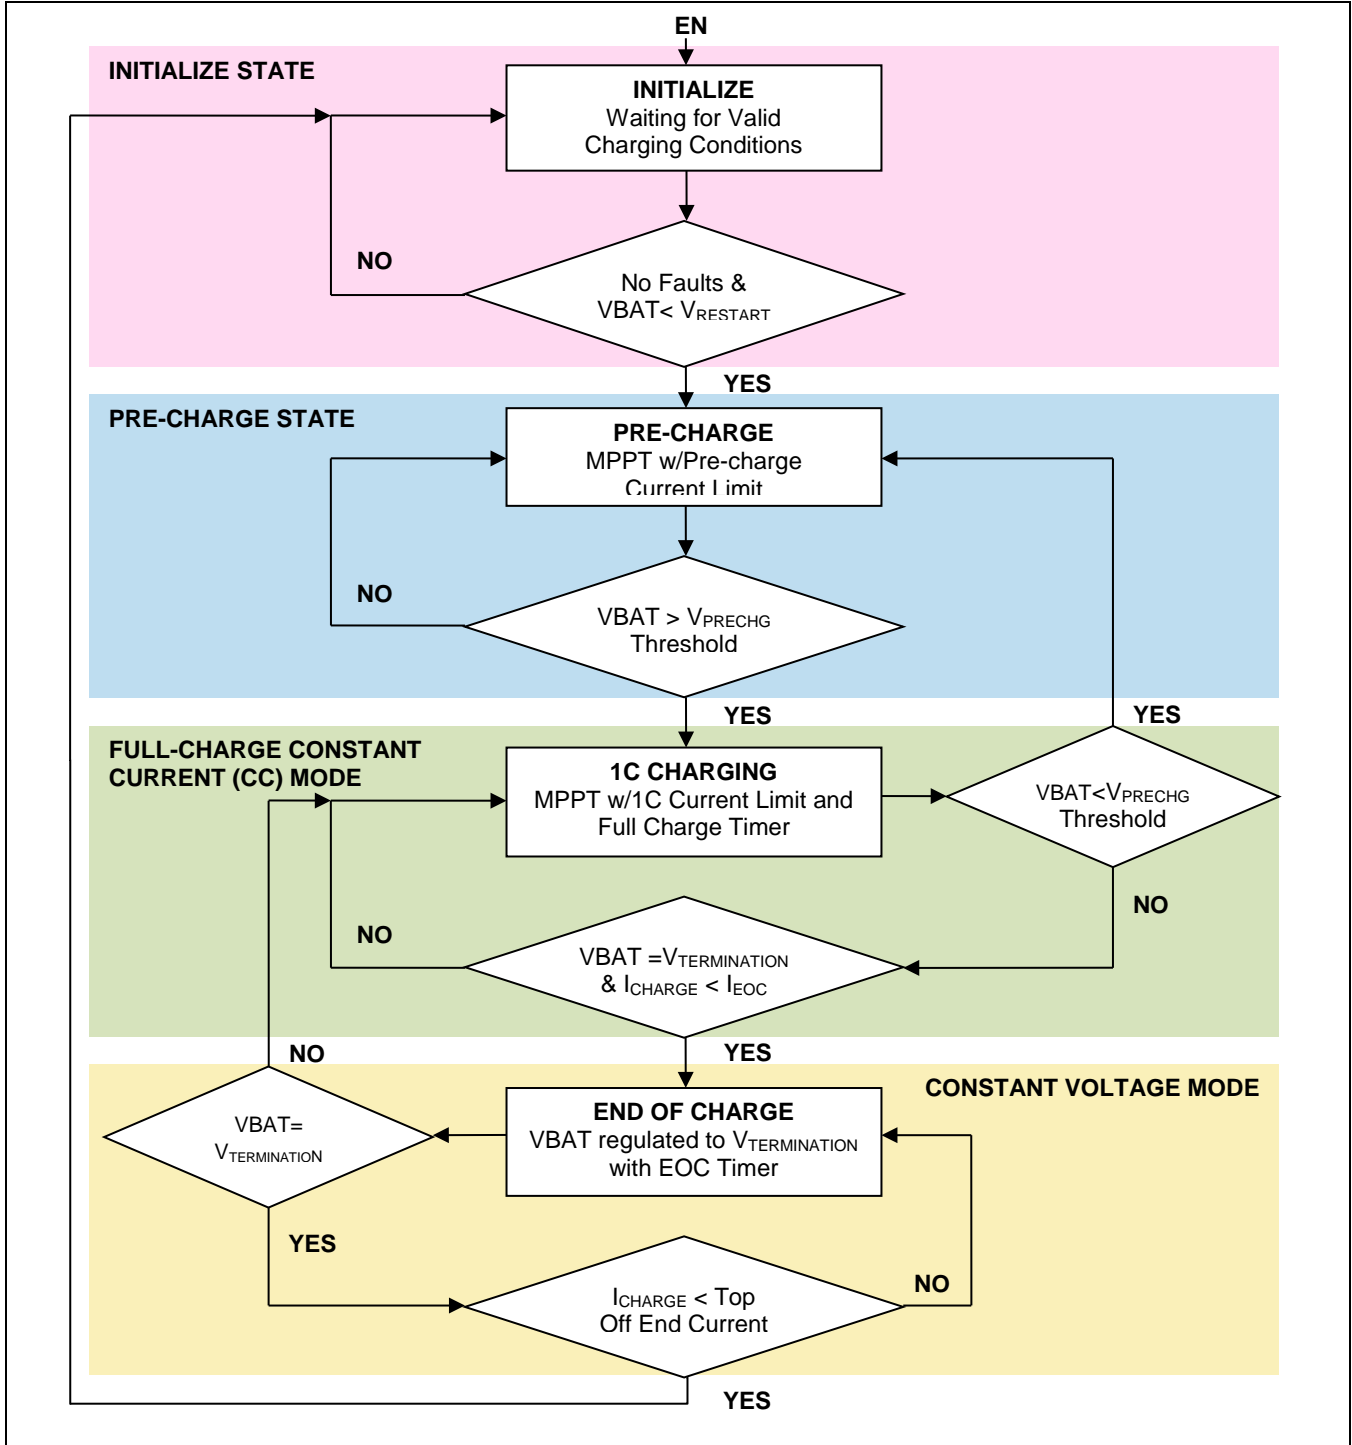 EN
INITIALIZE STATE
INITIALIZE
Waiting for Valid
Charging Conditions
NO
No Faults &
VBAT< VRESTART
YES
PRE-CHARGE STATE
PRE-CHARGE
MPPT w/Pre-charge
Current Limit
NO
VBAT > VPRECHG
Threshold
YES
YES
FULL-CHARGE CONSTANT
CURRENT (CC) MODE
1C CHARGING
MPPT w/1C Current Limit and
Full Charge Timer
VBAT<VPRECHG
Threshold
NO
NO
VBAT =VTERMINATION
& ICHARGE < IEOC
YES
NO
CONSTANT VOLTAGE MODE
END OF CHARGE
VBAT regulated to VTERMINATION
with EOC Timer
VBAT=
VTERMINATION
YES
NO
ICHARGE < Top
Off End Current
YES